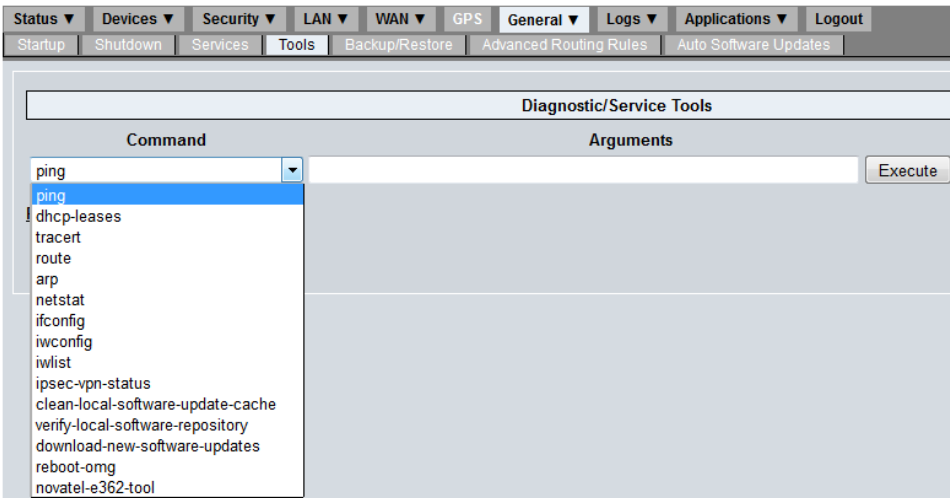 Status ▼ Devices ▼ Security ▼ LAN ▼ WAN ▼ GPS General ▼ Logs ▼ Applications ▼ Logout
Startup Shutdown Services Tools Backup/Restore Advanced Routing Rules Auto Software Updates
Diagnostic/Service Tools
Command Arguments
ping Execute
ping
dhcp-leases
tracert
route
arp
netstat
ifconfig
iwconfig
iwlist
ipsec-vpn-status
clean-local-software-update-cache
verify-local-software-repository
download-new-software-updates
reboot-omg
novatel-e362-tool